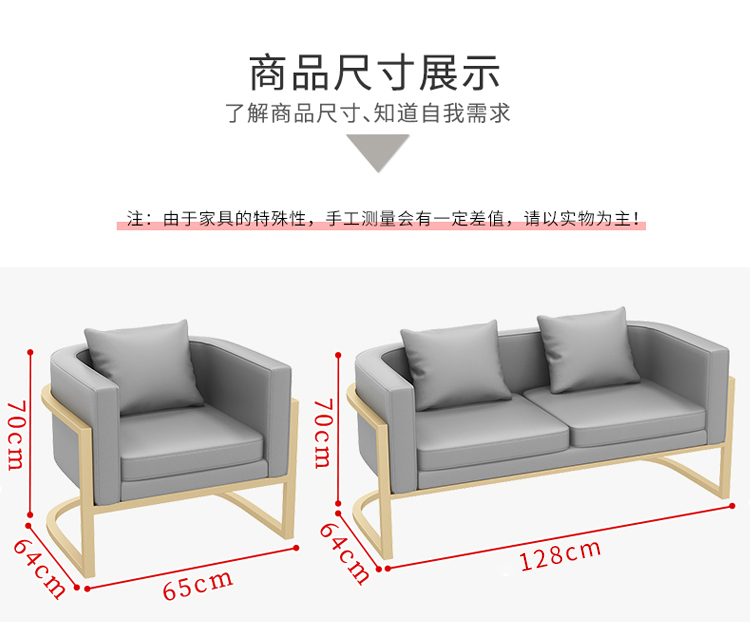 商品尺寸展示
了解商品尺寸、知道自我需求
注：由于家具的特殊性，手工测量会有一定差值，请以实物为主！
70cm
64cm
65cm
70cm
64cm
128cm